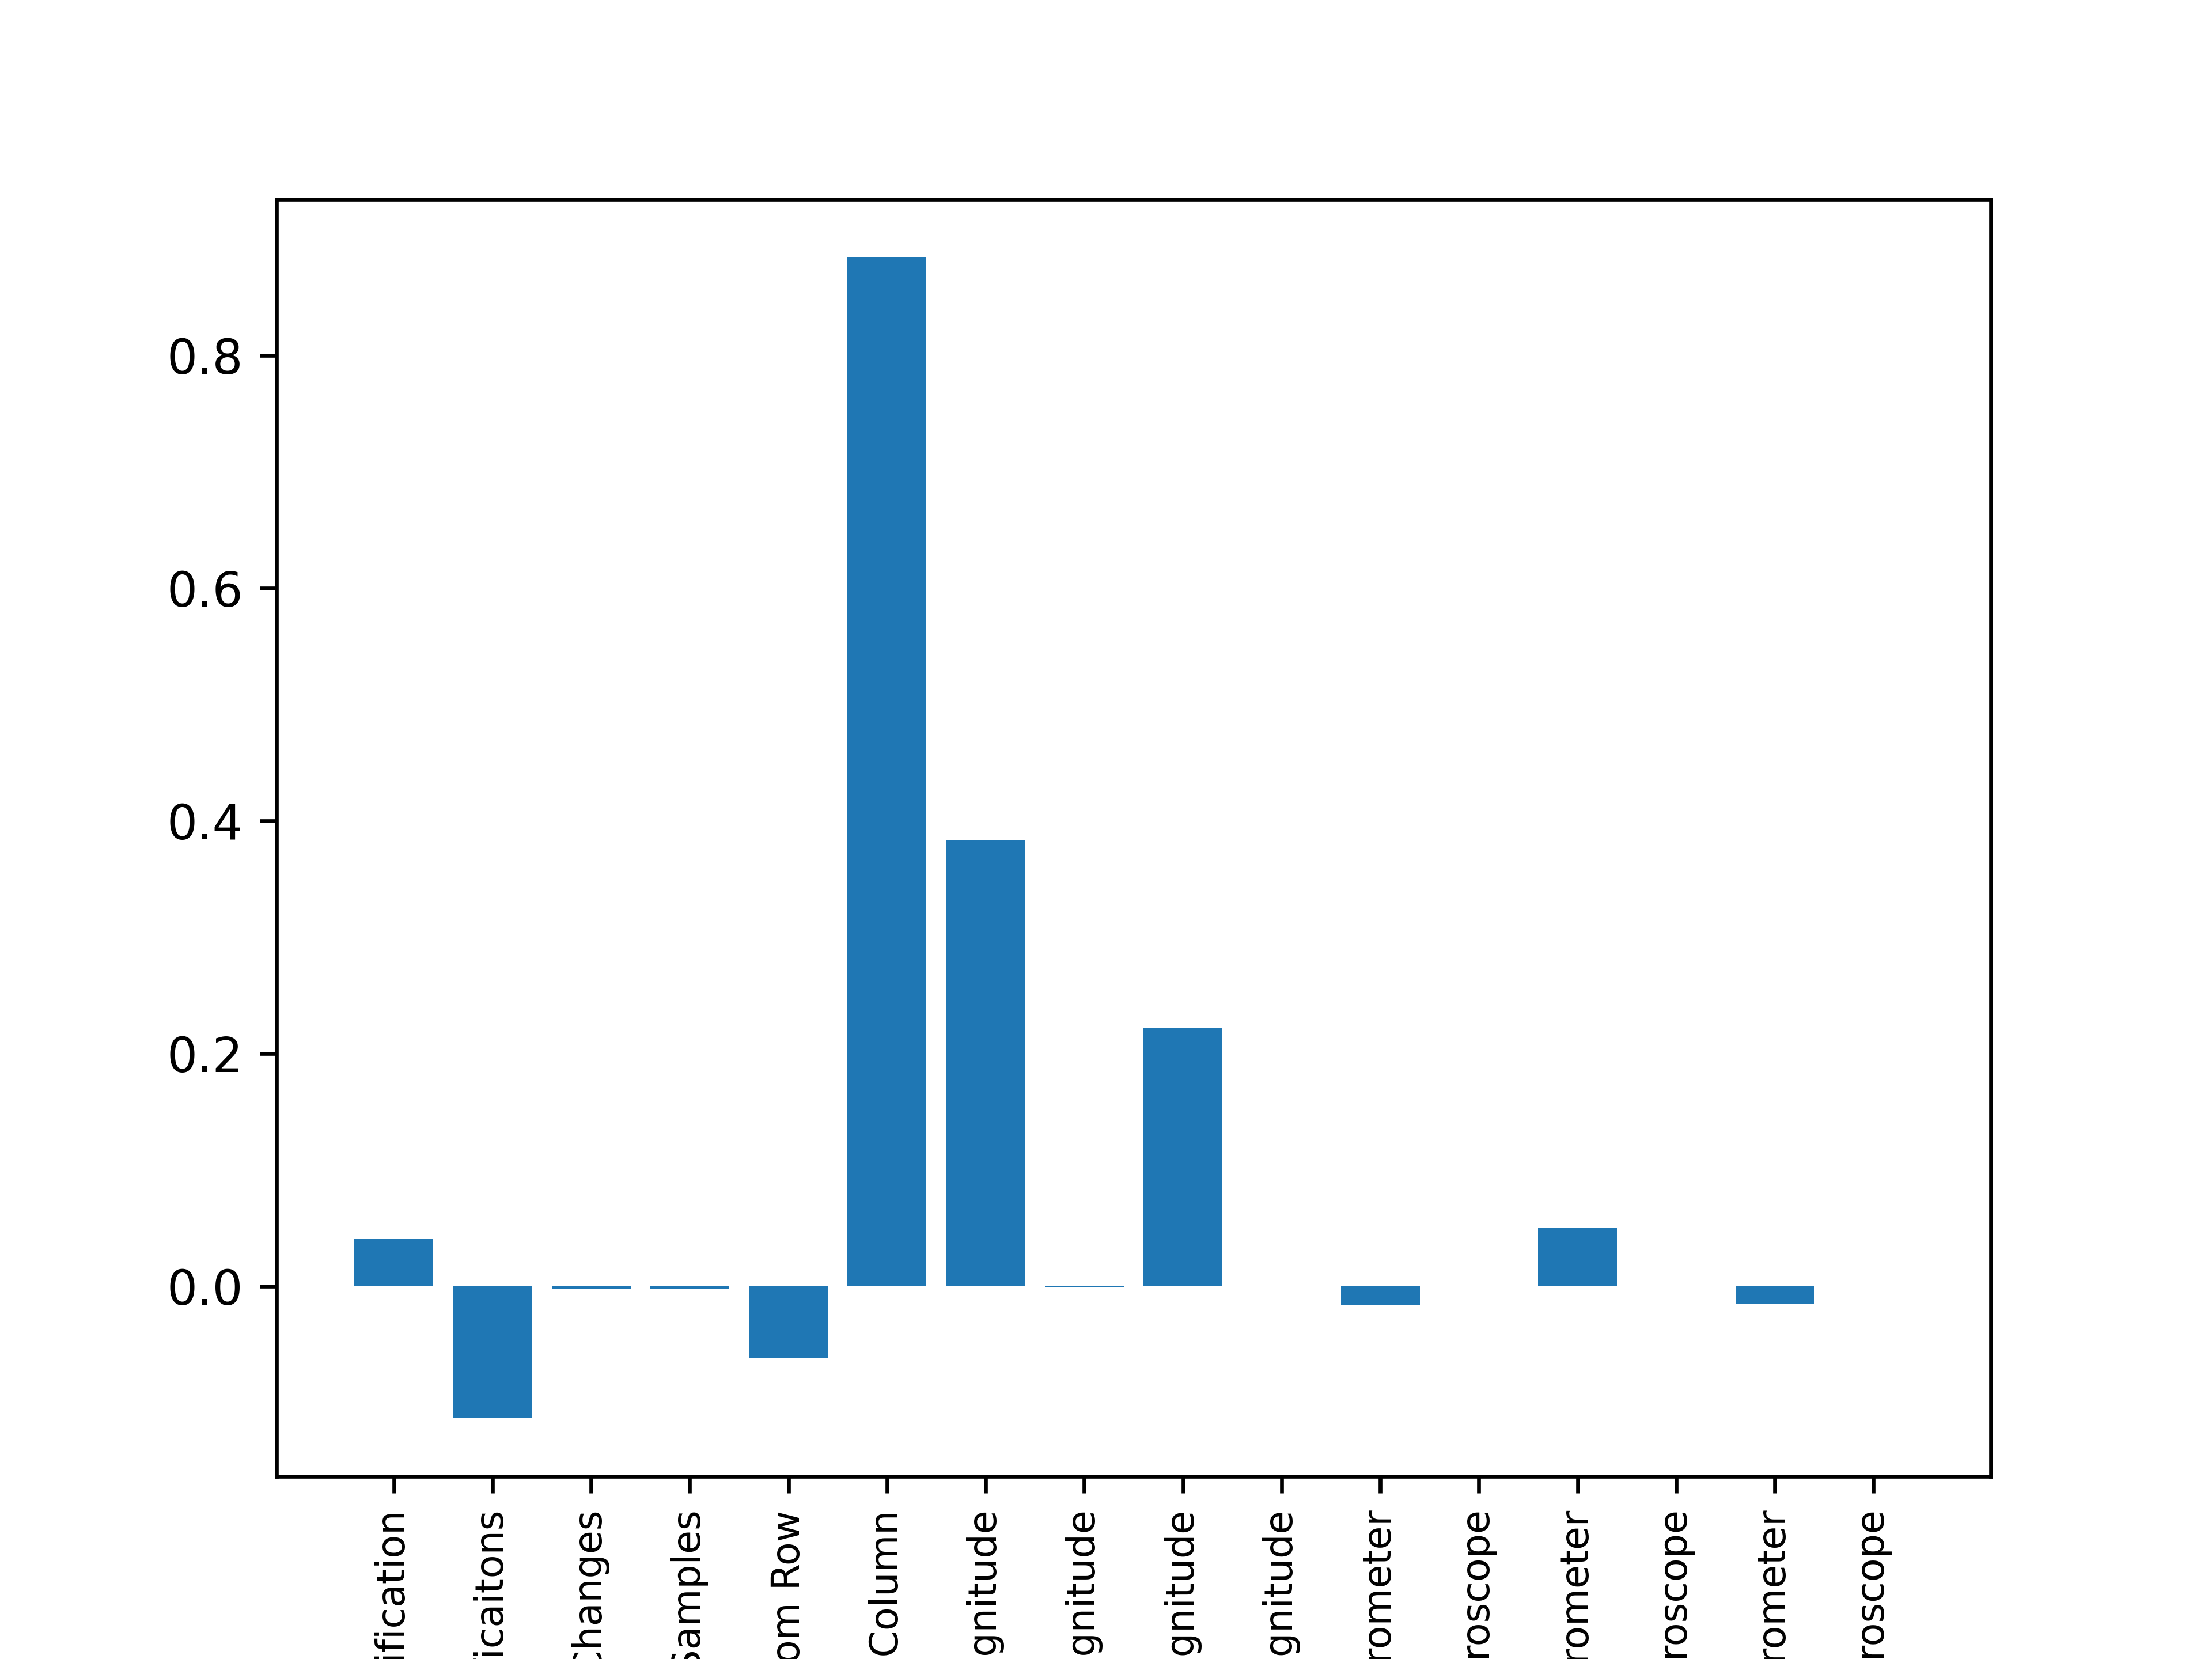 0.8
0.6
0.4
0.2
0.0
ification
icaitons
Changes
Samples
om Row
Column
gnitude
gnitude
gnitude
gnitude
rometer
roscope
rometer
roscope
rometer
roscope